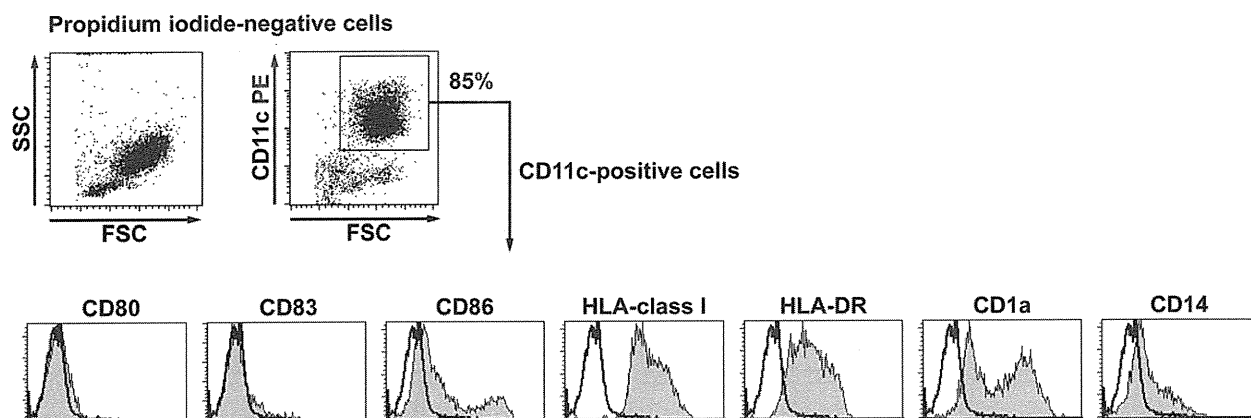 Propidium iodide-negative cells
SSC
FSC
CD11c PE
FSC
85%
CD11c-positive cells
CD80
CD83
CD86
HLA-class I
HLA-DR
CD1a
CD14